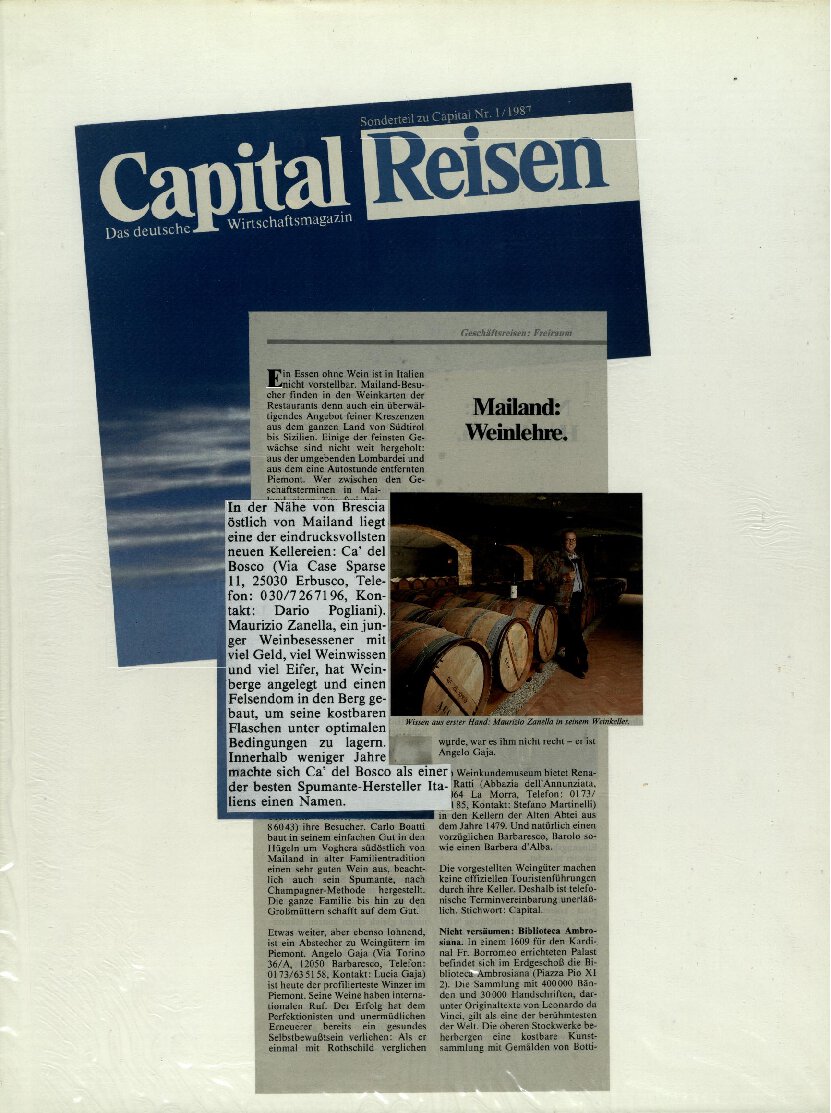 Sonderteil zu Capital Nr. 1/1987
Capital Reisen
Das deutsche Wirtschaftsmagazin
Geschäftsreisen: Freiraum
Mailand:
Weinlehre.
Ein Essen ohne Wein ist in Italien
nicht vorstellbar. Mailand-Besu-
cher finden in den Weinkarten der
Restaurants denn auch ein überwäl-
tigendes Angebot feiner Kreszenzen
aus dem ganzen Land von Südtirol
bis Sizilien. Einige der feinsten Ge-
wächse sind nicht weit hergeholt:
aus der umgebenden Lombardei und
aus dem eine Autostunde entfernten
Piemont. Wer zwischen den Ge-
schäftsterminen in Mai-
In der Nähe von Brescia
östlich von Mailand liegt
eine der eindrucksvollsten
neuen Kellereien: Ca' del
Bosco (Via Case Sparse
11, 25030 Erbusco, Tele-
fon: 030/7267196, Kon-
takt: Dario Pogliani).
Maurizio Zanella, ein jun-
ger Weinbesessener mit
viel Geld, viel Weinwissen
und viel Eifer, hat Wein-
berge angelegt und einen
Felsendom in den Berg ge-
baut, um seine kostbaren
Flaschen unter optimalen
Bedingungen zu lagern.
Innerhalb weniger Jahre
machte sich Ca' del Bosco als einer
der besten Spumante-Hersteller Ita-
liens einen Namen.
86043) ihre Besucher. Carlo Boatti
baut in seinem einfachen Gut in den
Hügeln um Voghera südöstlich von
Mailand in alter Familientradition
einen sehr guten Wein aus, beacht-
lich auch sein Spumante, nach
Champagner-Methode hergestellt.
Die ganze Familie bis hin zu den
Großmüttern schafft auf dem Gut.
Etwas weiter, aber ebenso lohnend,
ist ein Abstecher zu Weingütern im
Piemont. Angelo Gaja (Via Torino
36/A, 12050 Barbaresco, Telefon:
0173/635158, Kontakt: Lucia Gaja)
ist heute der profilierteste Winzer im
Piemont. Seine Weine haben interna-
tionalen Ruf. Der Erfolg hat dem
Perfektionisten und unermüdlichen
Erneuerer bereits ein gesundes
Selbstbewußtsein verliehen: Als er
einmal mit Rothschild verglichen
Wissen aus erster Hand: Maurizio Zanella in seinem Weinkeller.
wurde, war es ihm nicht recht – er ist
Angelo Gaja.
Weinkundemuseum bietet Rena-
Ratti (Abbazia dell'Annunziata,
064 La Morra, Telefon: 0173/
185, Kontakt: Stefano Martinelli)
in den Kellern der Alten Abtei aus
dem Jahre 1479. Und natürlich einen
vorzüglichen Barbaresco, Barolo so-
wie einen Barbera d'Alba.
Die vorgestellten Weingüter machen
keine offiziellen Touristenführungen
durch ihre Keller. Deshalb ist telefo-
nische Terminvereinbarung unerläß-
lich. Stichwort: Capital.
Nicht versäumen: Biblioteca Ambro-
siana. In einem 1609 für den Kardi-
nal Fr. Borromeo errichteten Palast
befindet sich im Erdgeschoß die Bi-
blioteca Ambrosiana (Piazza Pio XI
2). Die Sammlung mit 400000 Bän-
den und 30000 Handschriften, dar-
unter Originaltexte von Leonardo da
Vinci, gilt als eine der berühmtesten
der Welt. Die oberen Stockwerke be-
herbergen eine kostbare Kunst-
sammlung mit Gemälden von Botti-